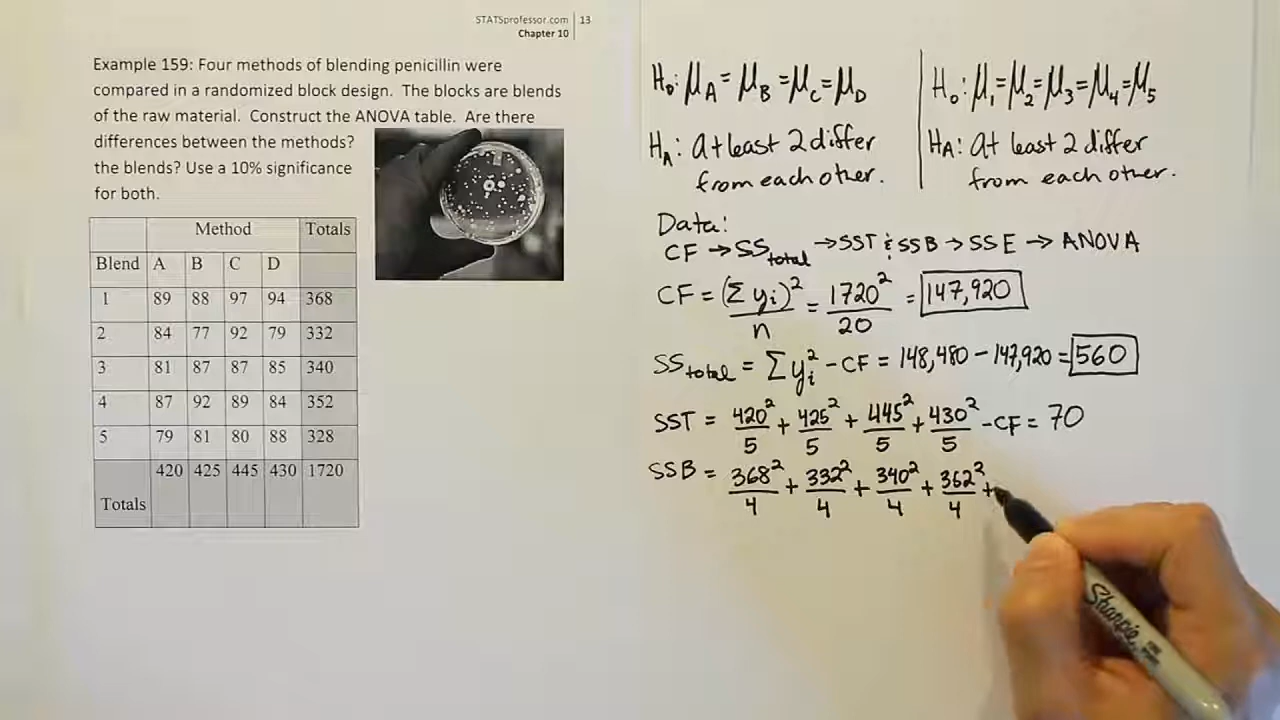 STATSprofessor.com 13
Chapter 10
Example 159: Four methods of blending penicillin were
compared in a randomized block design. The blocks are blends
of the raw material. Construct the ANOVA table. Are there
differences between the methods?
the blends? Use a 10% significance
for both.
Method Totals
Blend A B C D
1 89 88 97 94 368
2 84 77 92 79 332
3 81 87 87 85 340
4 87 92 89 84 352
5 79 81 80 88 328
Totals 420 425 445 430 1720
H₀: μA = μB = μC = μD
HA: At least 2 differ
from each other.
H₀: μ₁ = μ₂ = μ₃ = μ₄ = μ₅
HA: At least 2 differ
from each other.
Data:
CF → SStotal → SST & SSB → SSE → ANOVA
CF = (Σ yi)² / n = 1720² / 20 = 147,920
SStotal = Σ yi² - CF = 148,480 - 147,920 = 560
SST = 420²/5 + 425²/5 + 445²/5 + 430²/5 - CF = 70
SSB = 368²/4 + 332²/4 + 340²/4 + 362²/4 +
Sharpie